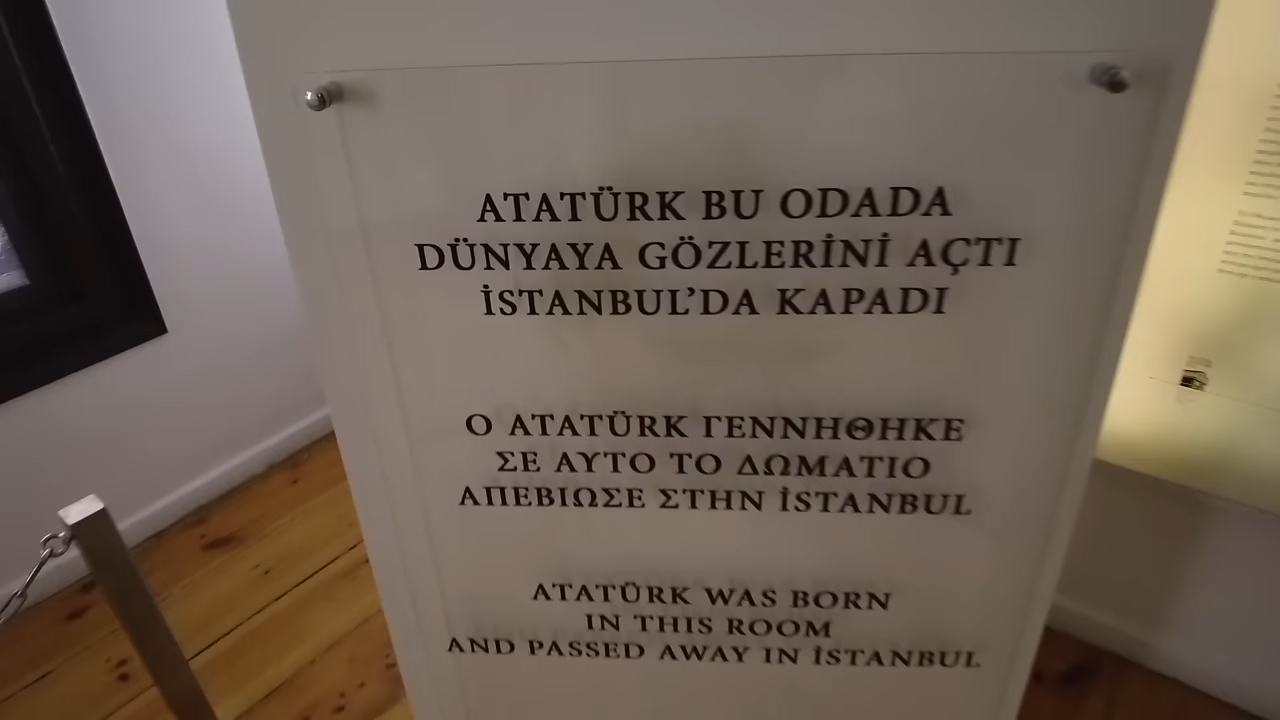 ATATÜRK BU ODADA
DÜNYAYA GÖZLERİNİ AÇTI
İSTANBUL’DA KAPADI
Ο ATATÜRK ΓΕΝΝΗΘΗΚΕ
ΣΕ ΑΥΤΟ ΤΟ ΔΩΜΑΤΙΟ
ΑΠΕΒΙΩΣΕ ΣΤΗΝ İSTANBUL
ATATÜRK WAS BORN
IN THIS ROOM
AND PASSED AWAY IN İSTANBUL